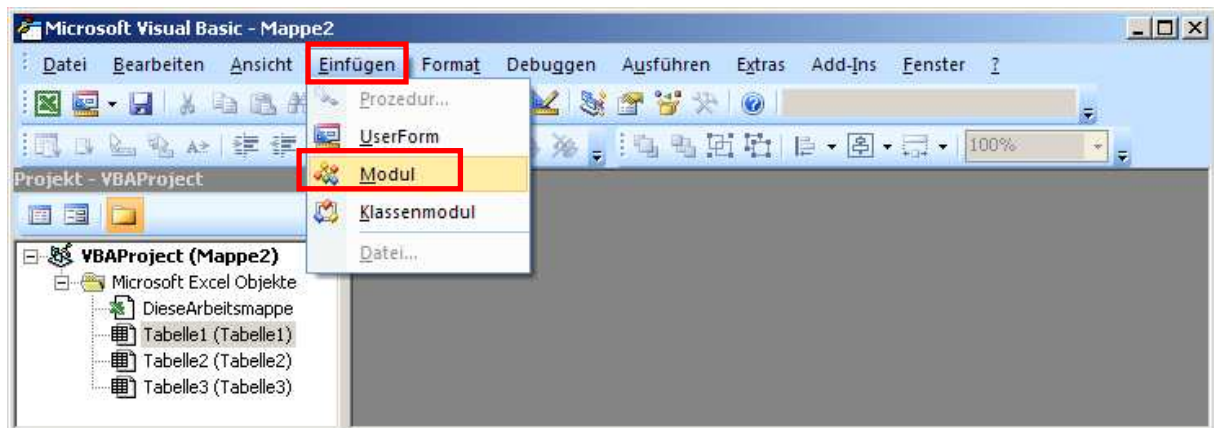 Microsoft Visual Basic - Mappe2
Datei Bearbeiten Ansicht Einfügen Format Debuggen Ausführen Extras Add-Ins Fenster ?
Prozedur...
UserForm
100%
Projekt - VBAProject
Modul
Klassenmodul
VBAProject (Mappe2)
Datei...
Microsoft Excel Objekte
DieseArbeitsmappe
Tabelle1 (Tabelle1)
Tabelle2 (Tabelle2)
Tabelle3 (Tabelle3)